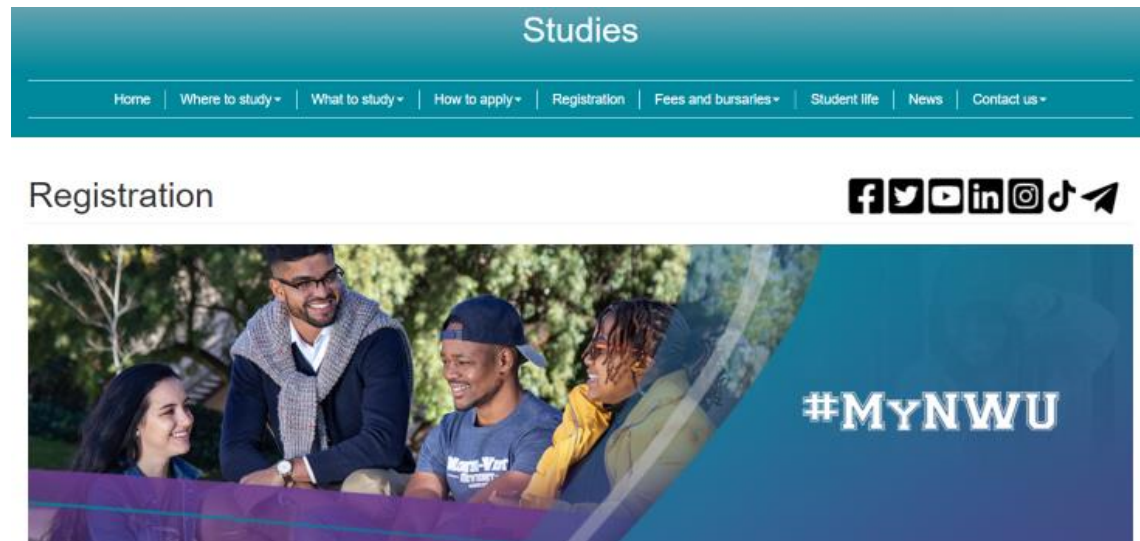 Studies
Home Where to study What to study How to apply Registration Fees and bursaries Student life News Contact us
Registration
#MyNWU